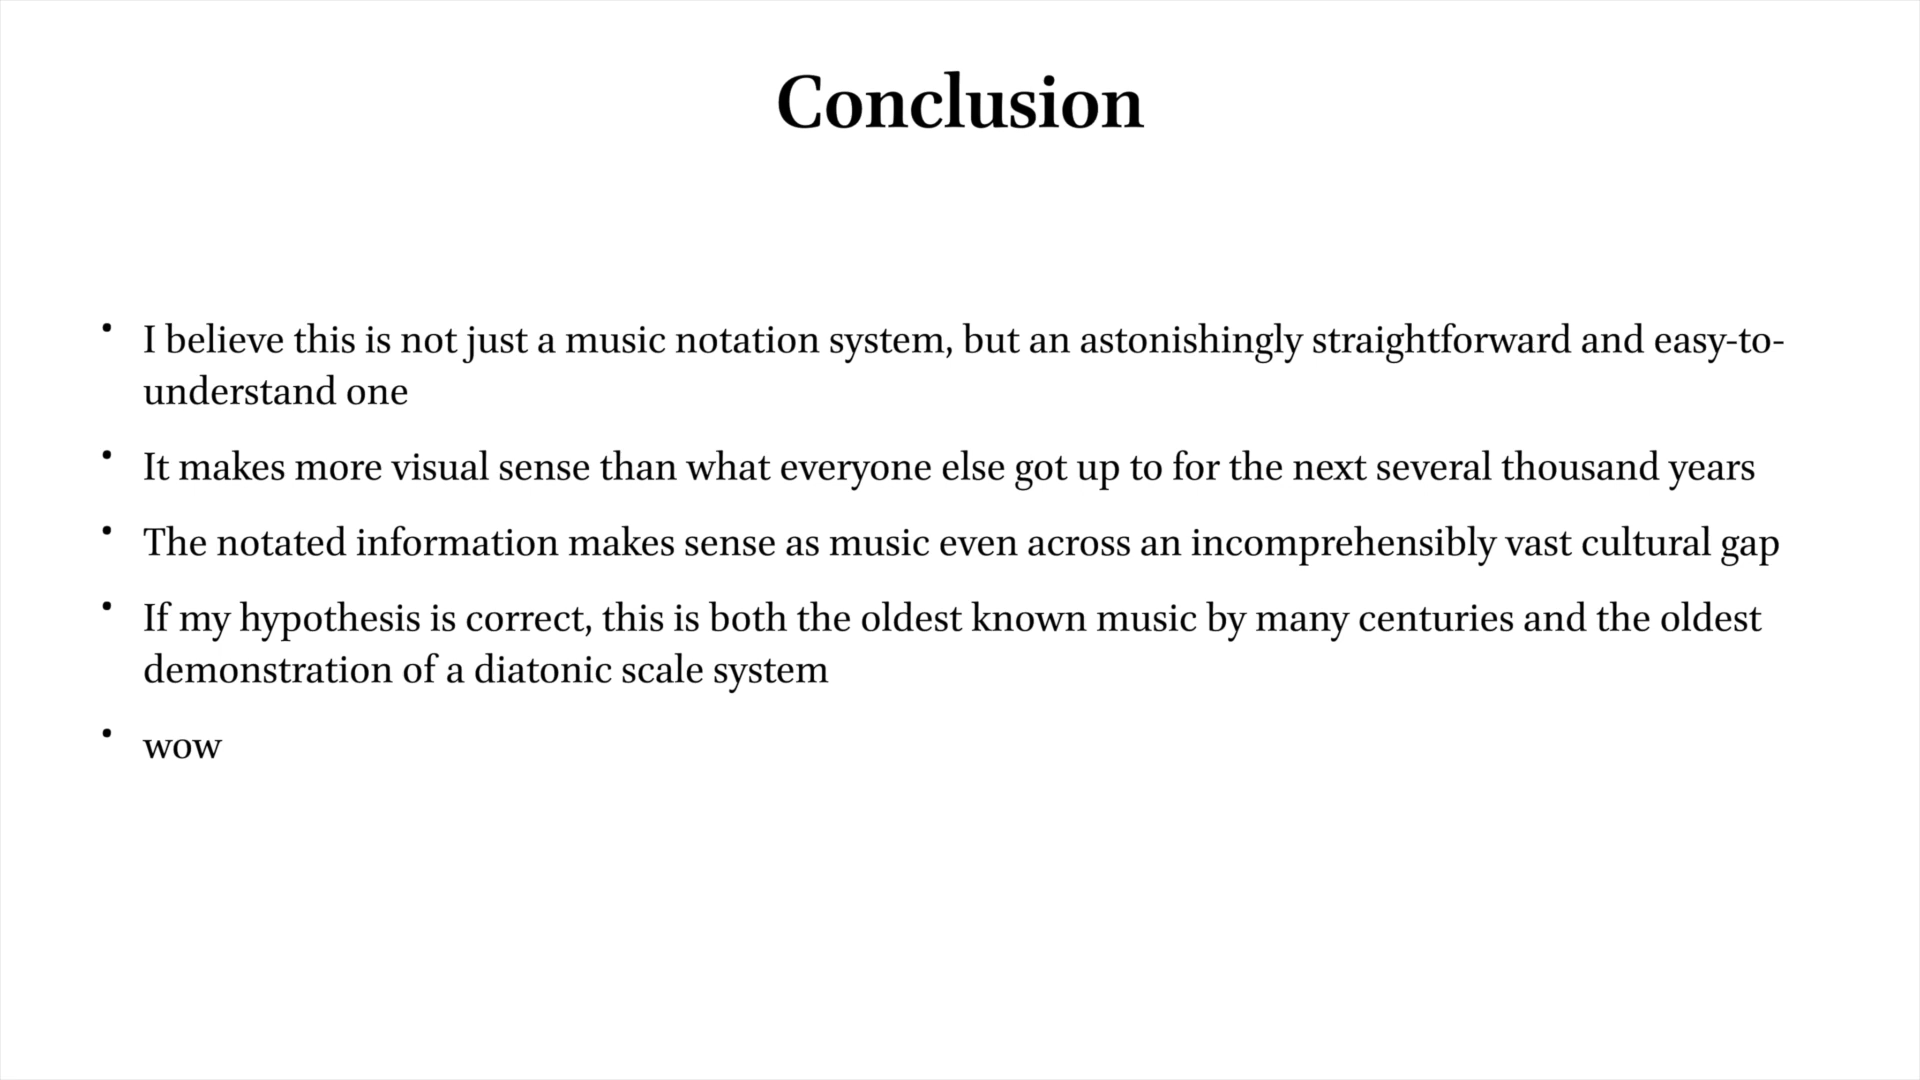 Conclusion
• I believe this is not just a music notation system, but an astonishingly straightforward and easy-to-
understand one
• It makes more visual sense than what everyone else got up to for the next several thousand years
• The notated information makes sense as music even across an incomprehensibly vast cultural gap
• If my hypothesis is correct, this is both the oldest known music by many centuries and the oldest
demonstration of a diatonic scale system
• wow